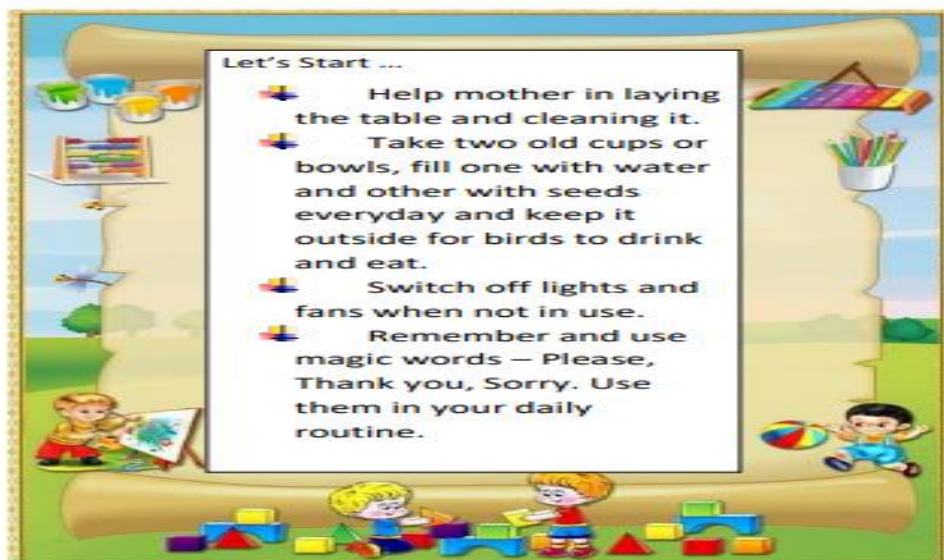 Let's Start ...
Help mother in laying
the table and cleaning it.
Take two old cups or
bowls, fill one with water
and other with seeds
everyday and keep it
outside for birds to drink
and eat.
Switch off lights and
fans when not in use.
Remember and use
magic words – Please,
Thank you, Sorry. Use
them in your daily
routine.